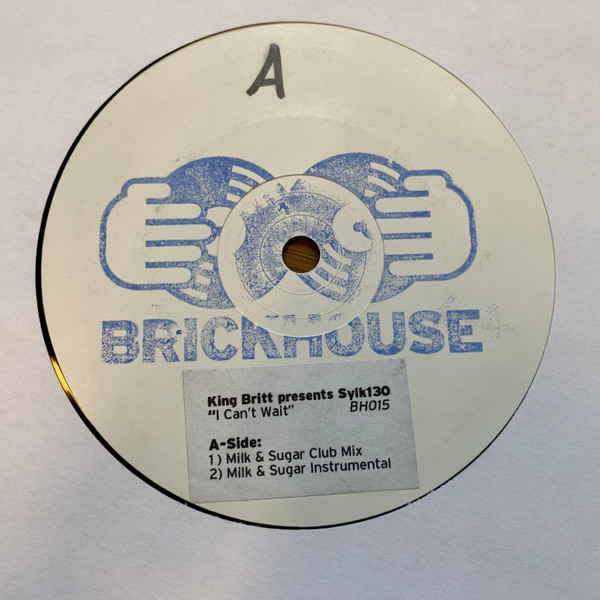 A
BRICKHOUSE
King Britt presents Sylk130
"I Can't Wait" BH015
A-Side:
1) Milk & Sugar Club Mix
2) Milk & Sugar Instrumental